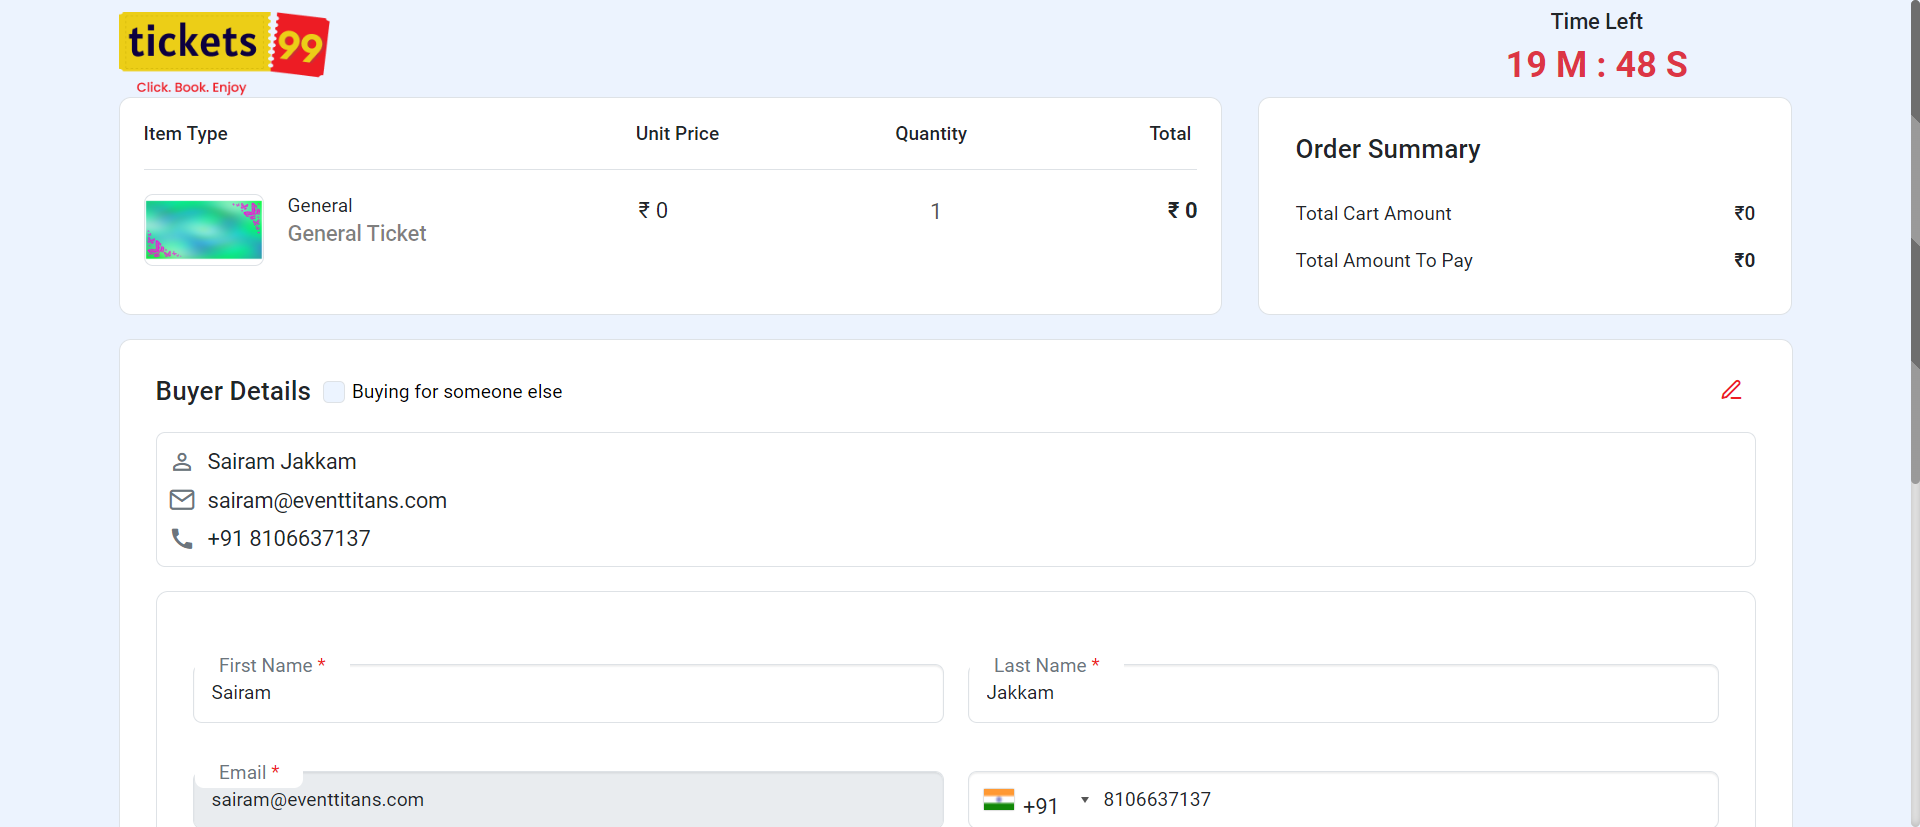 tickets 99
Click. Book. Enjoy
Time Left
19 M : 48 S
Item Type Unit Price Quantity Total
General
General Ticket
₹ 0 1 ₹ 0
Order Summary
Total Cart Amount ₹0
Total Amount To Pay ₹0
Buyer Details Buying for someone else
Sairam Jakkam
sairam@eventtitans.com
+91 8106637137
First Name *
Sairam
Last Name *
Jakkam
Email *
sairam@eventtitans.com
+91 8106637137